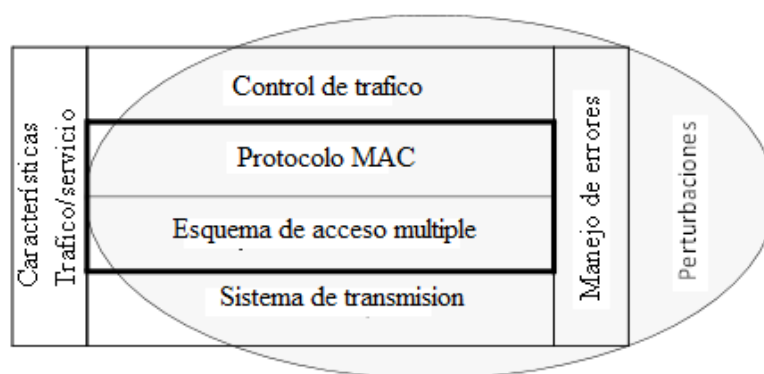 Características
Trafico/servicio
Control de trafico
Protocolo MAC
Esquema de acceso multiple
Sistema de transmision
Manejo de errores
Perturbaciones